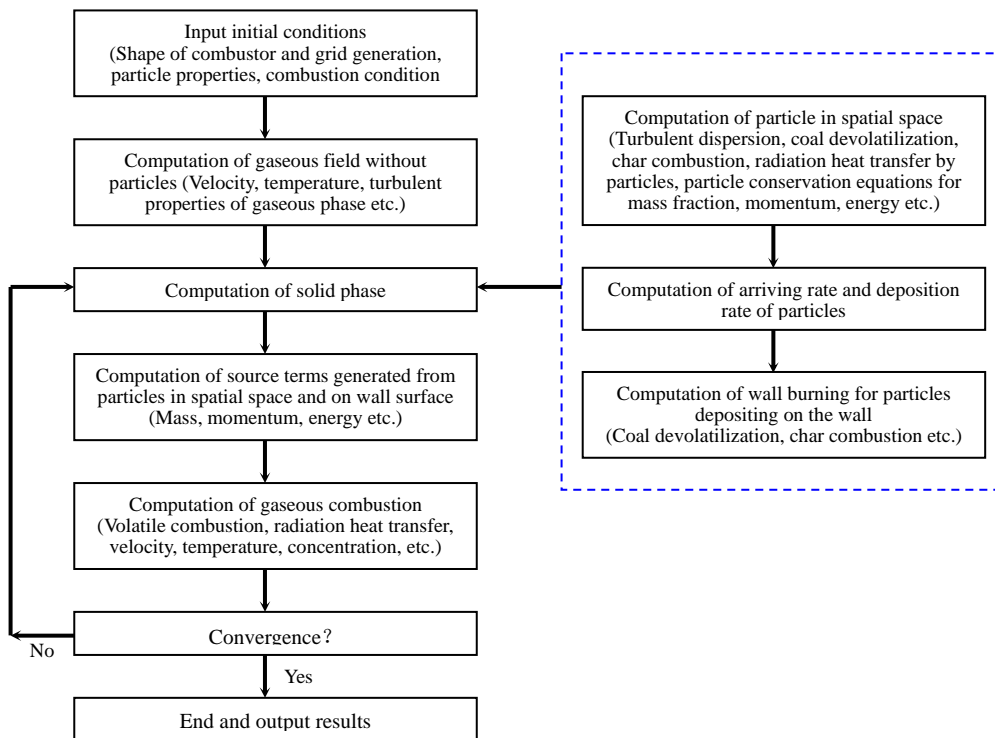 Input initial conditions
(Shape of combustor and grid generation,
particle properties, combustion condition
Computation of gaseous field without
particles (Velocity, temperature, turbulent
properties of gaseous phase etc.)
Computation of solid phase
Computation of source terms generated from
particles in spatial space and on wall surface
(Mass, momentum, energy etc.)
Computation of gaseous combustion
(Volatile combustion, radiation heat transfer,
velocity, temperature, concentration, etc.)
Convergence？
No
Yes
End and output results
Computation of particle in spatial space
(Turbulent dispersion, coal devolatilization,
char combustion, radiation heat transfer by
particles, particle conservation equations for
mass fraction, momentum, energy etc.)
Computation of arriving rate and deposition
rate of particles
Computation of wall burning for particles
depositing on the wall
(Coal devolatilization, char combustion etc.)